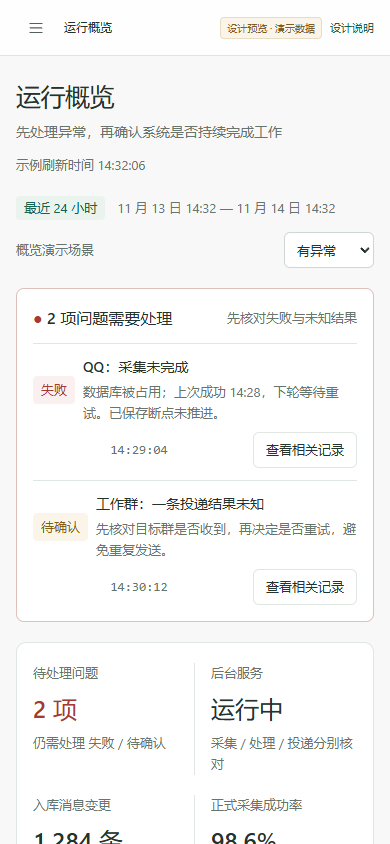 运行概览
设计预览 · 演示数据
设计说明
运行概览
先处理异常，再确认系统是否持续完成工作
示例刷新时间 14:32:06
最近 24 小时
11 月 13 日 14:32 — 11 月 14 日 14:32
概览演示场景
有异常
2 项问题需要处理
先核对失败与未知结果
失败
QQ：采集未完成
数据库被占用；上次成功 14:28，下轮等待重
试。已保存断点未推进。
14:29:04
查看相关记录
待确认
工作群：一条投递结果未知
先核对目标群是否收到，再决定是否重试，避
免重复发送。
14:30:12
查看相关记录
待处理问题
2 项
仍需处理 失败 / 待确认
后台服务
运行中
采集 / 处理 / 投递分别核
对
入库消息变更
1,284 条
正式采集成功率
98.6%